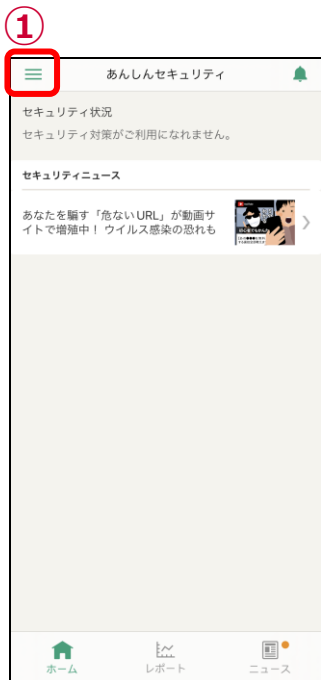 ①
あんしんセキュリティ
セキュリティ状況
セキュリティ対策がご利用になれません。
セキュリティニュース
あなたを騙す「危ないURL」が動画サ
イトで増殖中！ ウイルス感染の恐れも
ホーム
レポート
ニュース